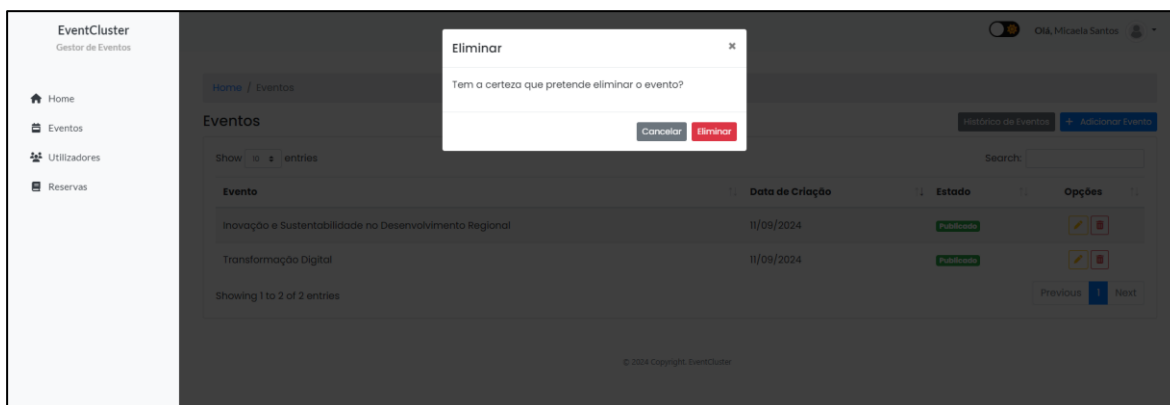 EventCluster
Gestor de Eventos
Home
Eventos
Utilizadores
Reservas
Olá, Micaela Santos
Eliminar ×
Tem a certeza que pretende eliminar o evento?
Cancelar Eliminar
Home / Eventos
Eventos
Histórico de Eventos + Adicionar Evento
Show 10 entries Search:
Evento Data de Criação Estado Opções
Inovação e Sustentabilidade no Desenvolvimento Regional 11/09/2024 Publicado
Transformação Digital 11/09/2024 Publicado
Showing 1 to 2 of 2 entries Previous 1 Next
© 2024 Copyright. EventCluster